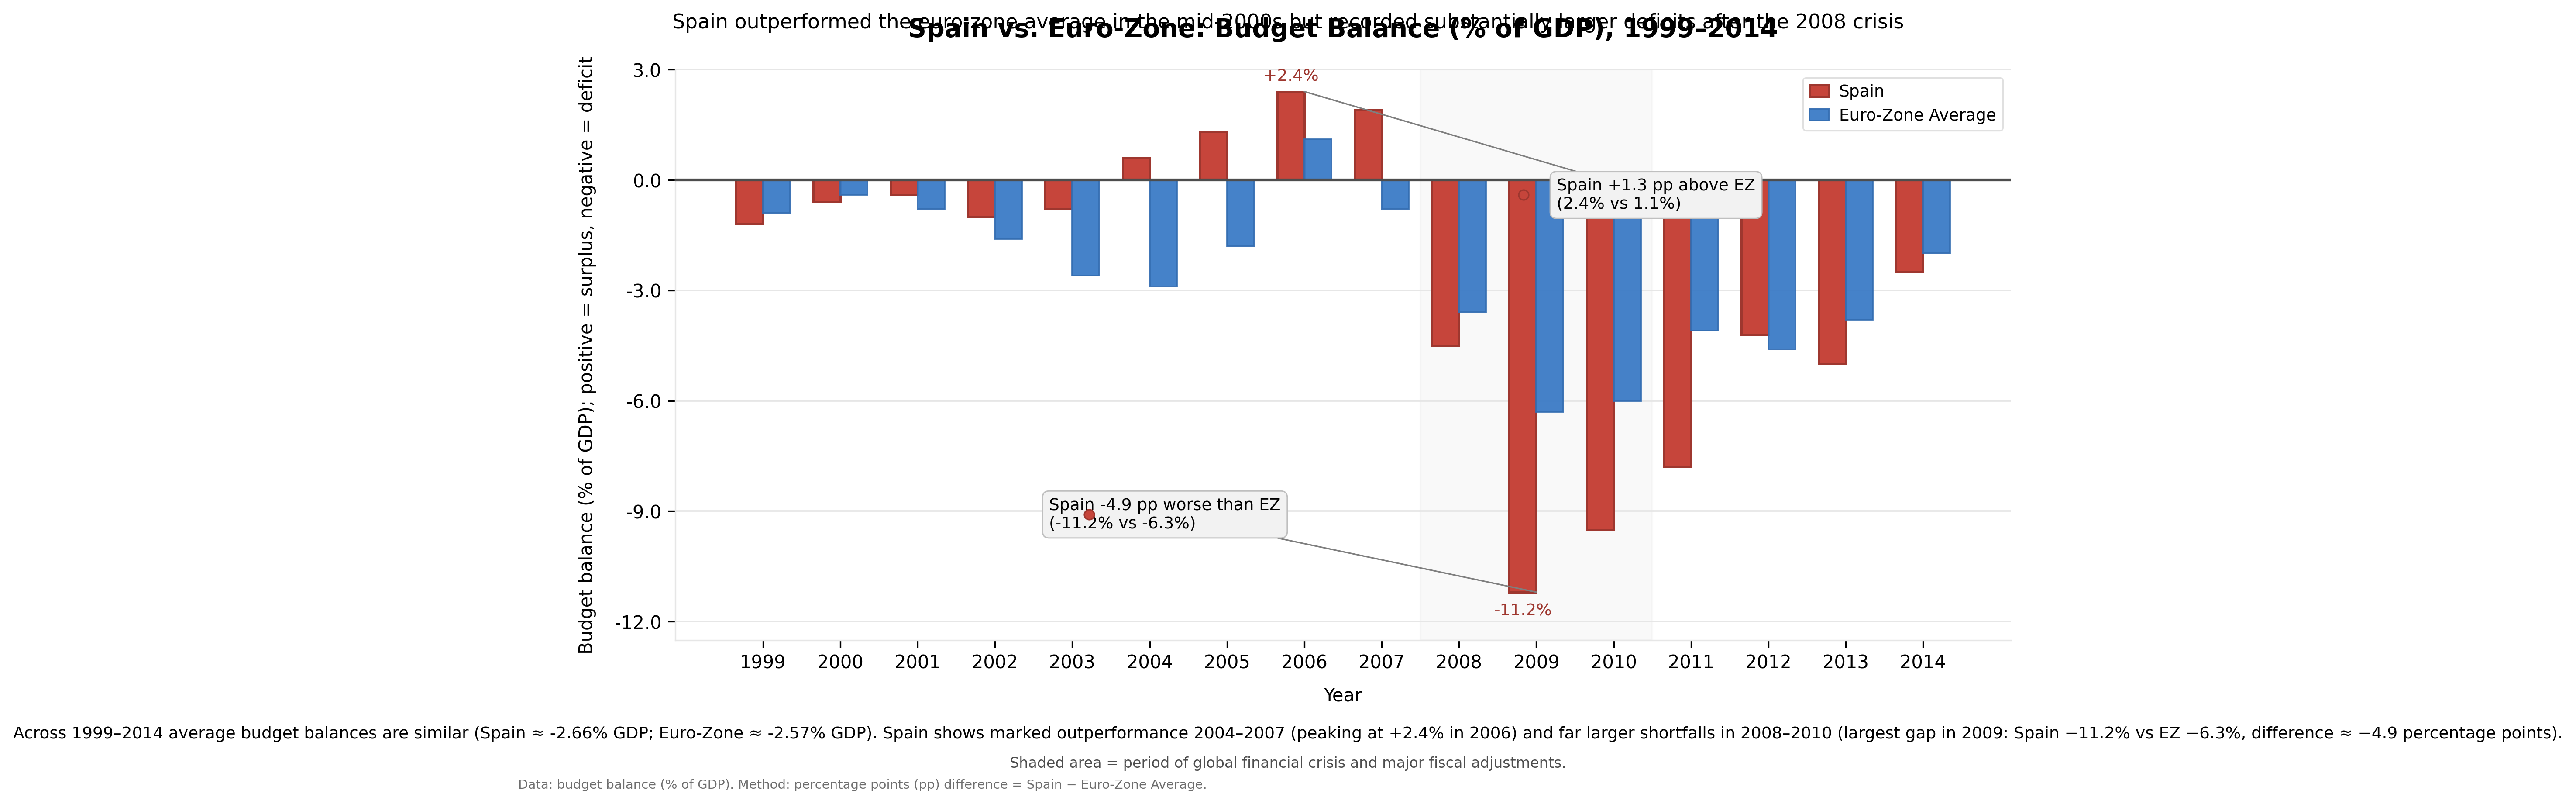 Spain outperformed the euro-zone average in the mid-2000s but recorded substantially larger deficits after the 2008 crisis
Spain vs. Euro-Zone: Budget Balance (% of GDP), 1999–2014
Budget balance (% of GDP); positive = surplus, negative = deficit
3.0
0.0
-3.0
-6.0
-9.0
-12.0
+2.4%
Spain
Euro-Zone Average
Spain +1.3 pp above EZ
(2.4% vs 1.1%)
Spain -4.9 pp worse than EZ
(-11.2% vs -6.3%)
-11.2%
1999 2000 2001 2002 2003 2004 2005 2006 2007 2008 2009 2010 2011 2012 2013 2014
Year
Across 1999–2014 average budget balances are similar (Spain ≈ -2.66% GDP; Euro-Zone ≈ -2.57% GDP). Spain shows marked outperformance 2004–2007 (peaking at +2.4% in 2006) and far larger shortfalls in 2008–2010 (largest gap in 2009: Spain −11.2% vs EZ −6.3%, difference ≈ −4.9 percentage points).
Shaded area = period of global financial crisis and major fiscal adjustments.
Data: budget balance (% of GDP). Method: percentage points (pp) difference = Spain − Euro-Zone Average.